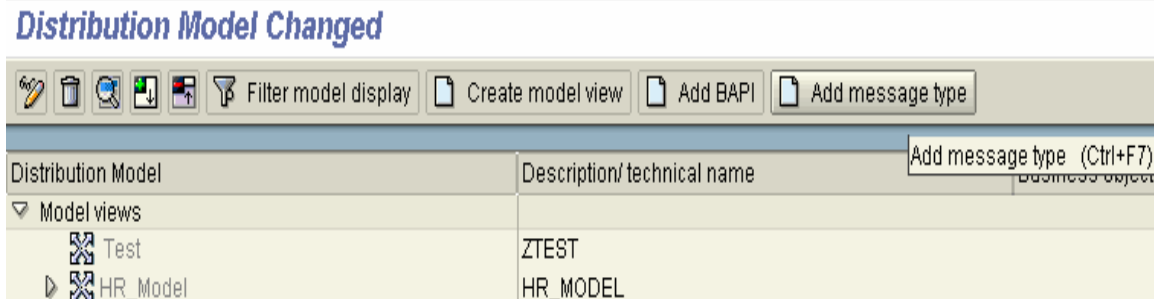 Distribution Model Changed
Filter model display Create model view Add BAPI Add message type
Add message type (Ctrl+F7)
Distribution Model Description/ technical name
Model views
Test ZTEST
HR_Model HR_MODEL